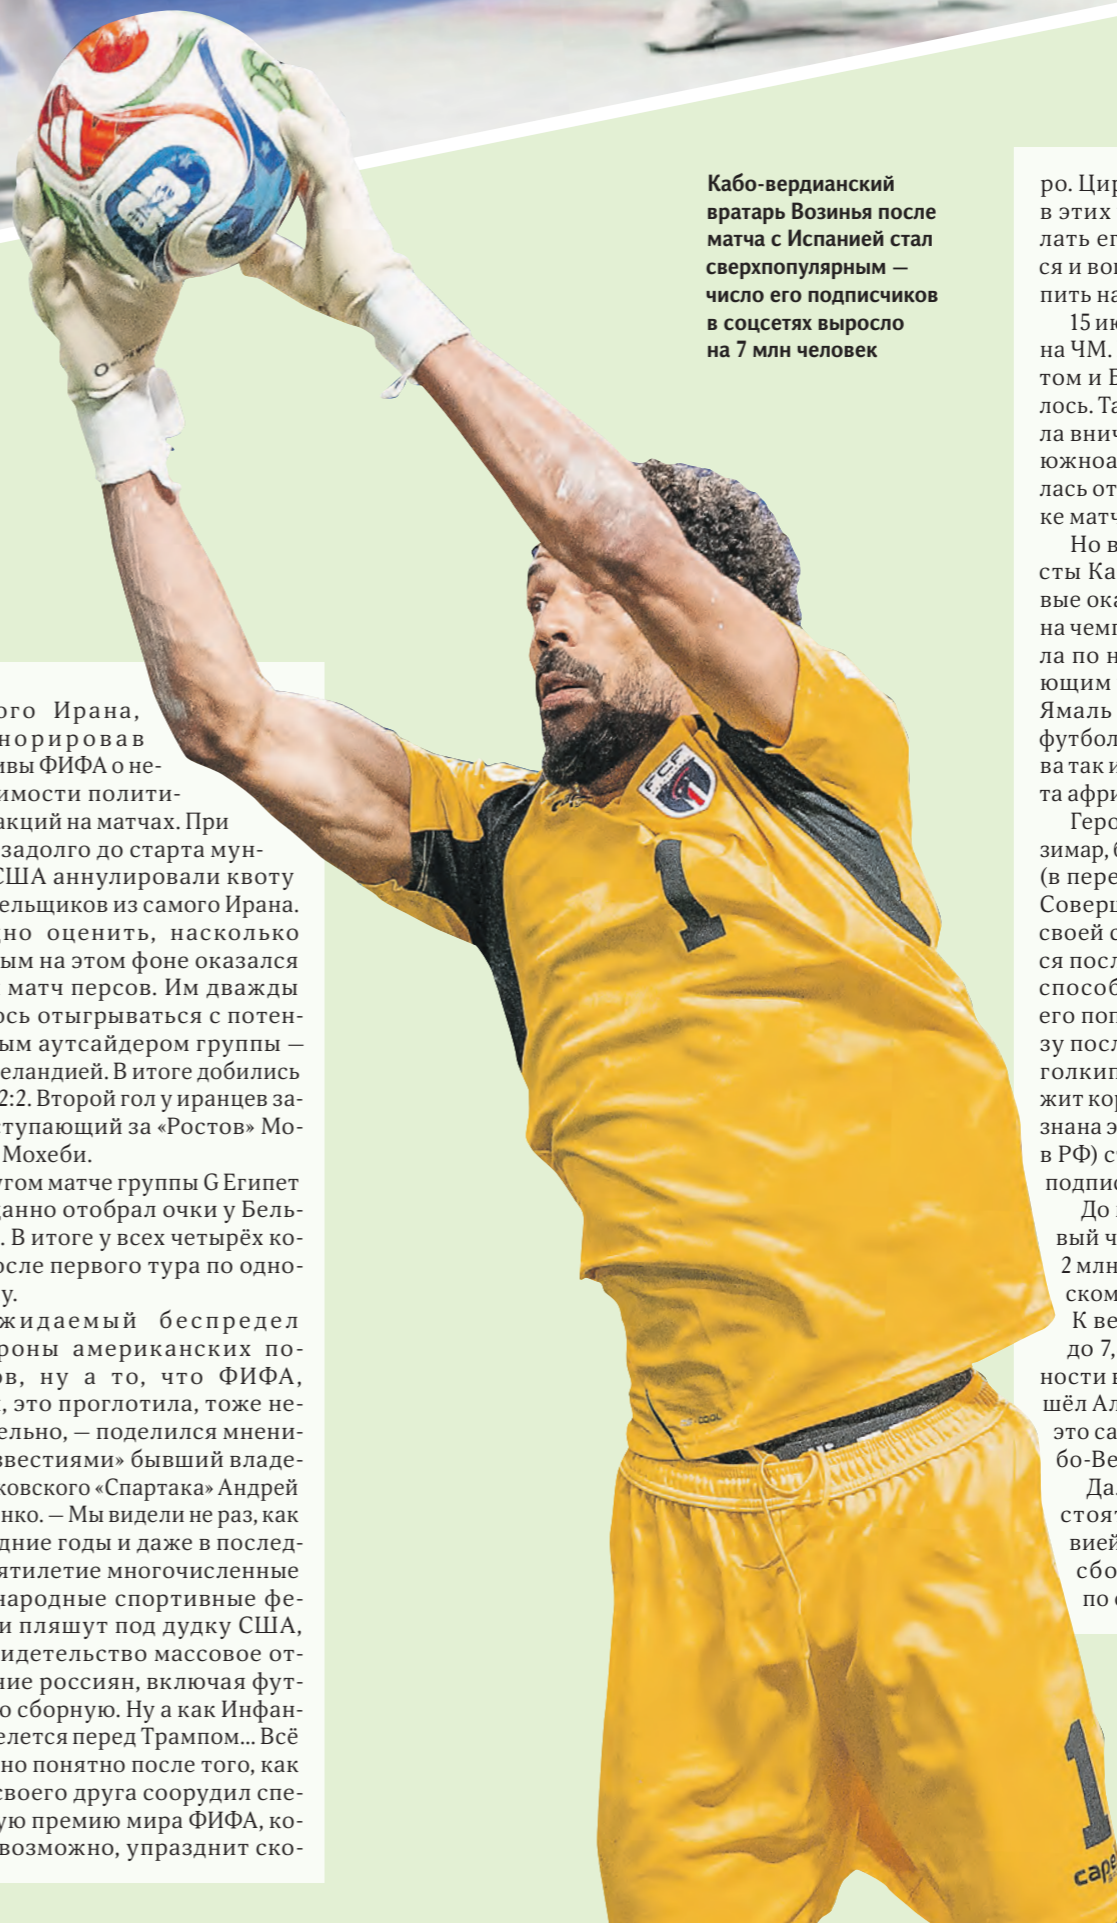 Кабо-вердианский
вратарь Возинья после
матча с Испанией стал
сверхпопулярным —
число его подписчиков
в соцсетях выросло
на 7 млн человек
ого Ирана,
норировав
ивы ФИФА о не-
имости полити-
акций на матчах. При
задолго до старта мун-
США аннулировали квоту
ельщиков из самого Ирана.
дно оценить, насколько
ым на этом фоне оказался
матч персов. Им дважды
ось отыгрываться с потен-
ым аутсайдером группы —
еландией. В итоге добились
2:2. Второй гол у иранцев за-
ступающий за «Ростов» Мо-
Мохеби.
угом матче группы G Египет
данно отобрал очки у Бель-
. В итоге у всех четырёх ко-
осле первого тура по одно-
у.
жидаемый беспредел
роны американских по-
ов, ну а то, что ФИФА,
, это проглотила, тоже не-
ельно, — поделился мнени-
звестиями» бывший владе-
ковского «Спартака» Андрей
нко. — Мы видели не раз, как
дние годы и даже в послед-
ятилетие многочисленные
народные спортивные фе-
и пляшут под дудку США,
идетельство массовое от-
ние россиян, включая фут-
ю сборную. Ну а как Инфан-
елется перед Трампом... Всё
но понятно после того, как
своего друга соорудил спе-
ую премию мира ФИФА, ко-
возможно, упразднит ско-
ро. Цир
в этих
лать ег
ся и вог
пить на
15 ик
на ЧМ.
том и Е
лось. Та
ла внич
южноа
лась от
ке матч
Но в
сты Ка
вые ока
на чемп
ла по н
ющим
Ямаль
футбол
ва так и
та афри
Геро
зимар, б
(в пере
Соверш
своей с
ся посл
способ
его поп
зу посл
голкип
жит кор
знана э
в РФ) ст
подпис
До
вый ч
2 млн
ском
К ве
до 7,
ности в
шёл Ал
это са
бо-Ве
Да
стоят
вией
сбо
по с
FCF
1
1
cape